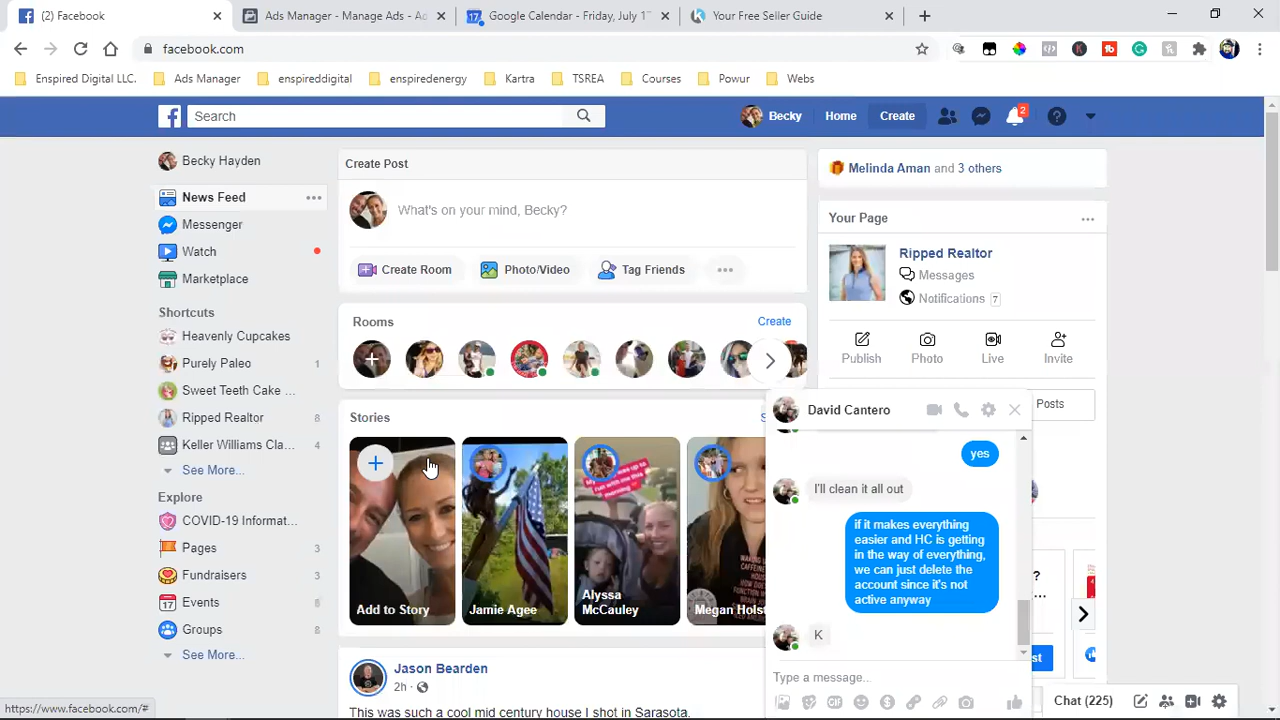 (2) Facebook
Ads Manager - Manage Ads - Ad
Google Calendar - Friday, July 17
Your Free Seller Guide
facebook.com
Enspired Digital LLC.
Ads Manager
enspireddigital
enspiredenergy
Kartra
TSREA
Courses
Powur
Webs
Search
Becky
Home
Create
2
Becky Hayden
News Feed
Messenger
Watch
Marketplace
Shortcuts
Heavenly Cupcakes
Purely Paleo 1
Sweet Teeth Cake ...
Ripped Realtor 8
Keller Williams Cla... 4
See More...
Explore
COVID-19 Informat...
Pages 3
Fundraisers 3
Events 6
Groups 8
See More...
https://www.facebook.com/#
Create Post
What's on your mind, Becky?
Create Room
Photo/Video
Tag Friends
Rooms
Create
Stories
Add to Story
Jamie Agee
Alyssa
McCauley
Megan Holst
Jason Bearden
2h
This was such a cool mid century house I shot in Sarasota.
Melinda Aman and 3 others
Your Page
Ripped Realtor
Messages
Notifications 7
Publish
Photo
Live
Invite
Posts
David Cantero
yes
I'll clean it all out
if it makes everything
easier and HC is getting
in the way of everything,
we can just delete the
account since it's not
active anyway
K
Type a message...
GIF
Chat (225)